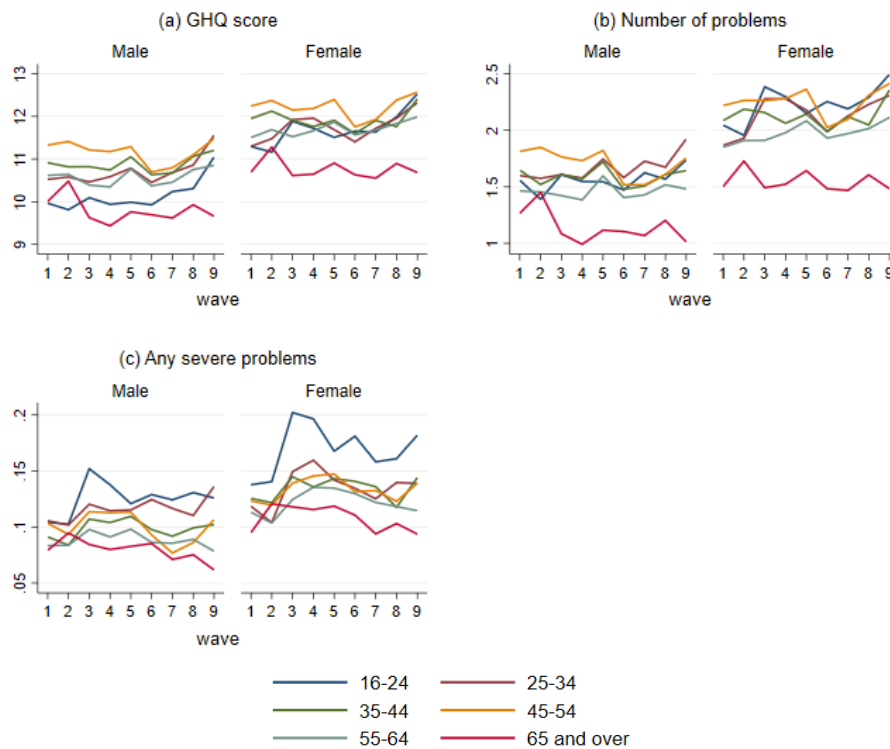 (a) GHQ score
Male Female
13
12
11
10
9
1 2 3 4 5 6 7 8 9 1 2 3 4 5 6 7 8 9
wave
(b) Number of problems
Male Female
2.5
2
1.5
1
1 2 3 4 5 6 7 8 9 1 2 3 4 5 6 7 8 9
wave
(c) Any severe problems
Male Female
.2
.15
.1
.05
1 2 3 4 5 6 7 8 9 1 2 3 4 5 6 7 8 9
wave
16-24 25-34
35-44 45-54
55-64 65 and over